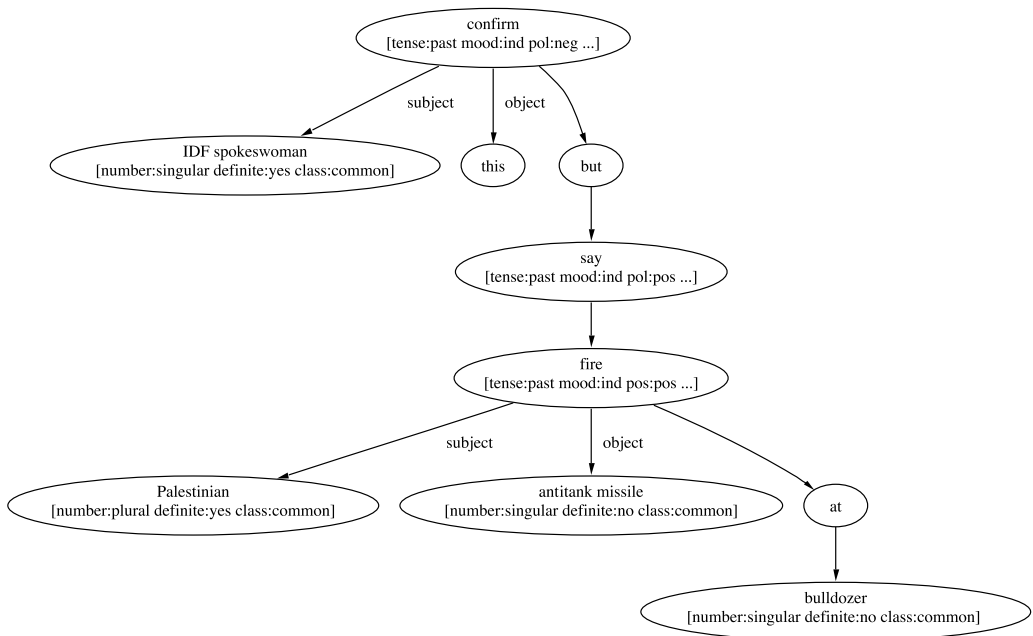 confirm
[tense:past mood:ind pol:neg ...]
subject
object
IDF spokeswoman
[number:singular definite:yes class:common]
this
but
say
[tense:past mood:ind pol:pos ...]
fire
[tense:past mood:ind pos:pos ...]
subject
object
Palestinian
[number:plural definite:yes class:common]
antitank missile
[number:singular definite:no class:common]
at
bulldozer
[number:singular definite:no class:common]